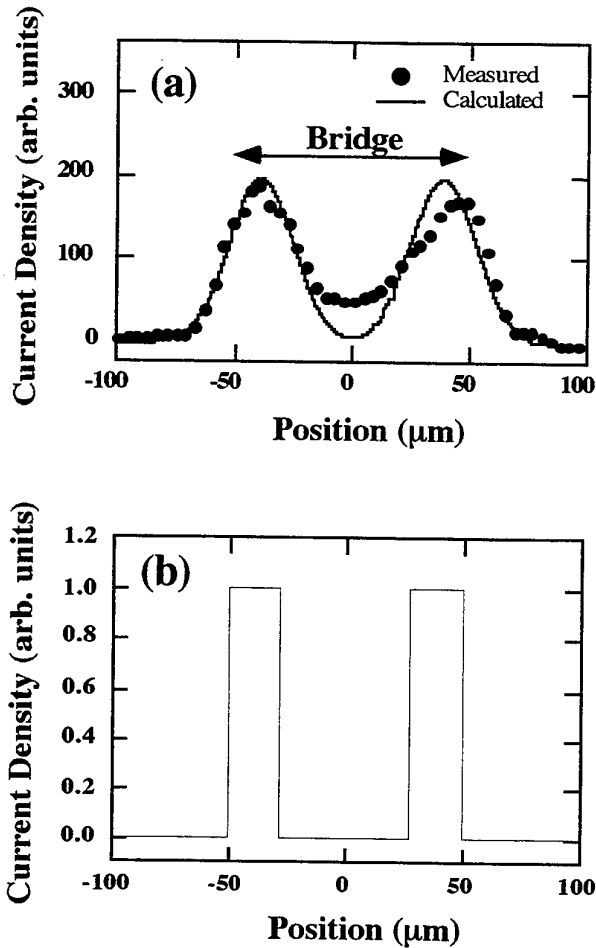 (a)
Measured
Calculated
Bridge
300
200
100
0
Current Density (arb. units)
-100
-50
0
50
100
Position (μm)
(b)
1.2
1.0
0.8
0.6
0.4
0.2
0.0
Current Density (arb. units)
-100
-50
0
50
100
Position (μm)